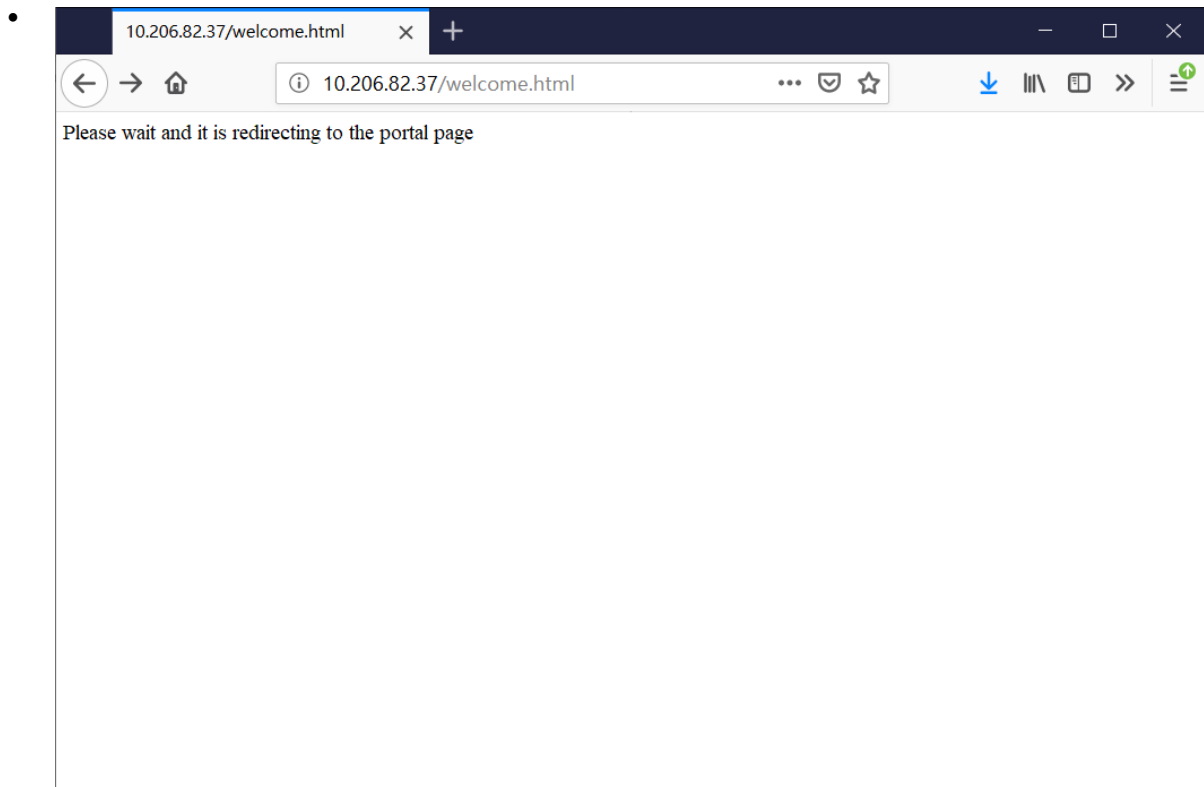 10.206.82.37/welcome.html
10.206.82.37/welcome.html
Please wait and it is redirecting to the portal page